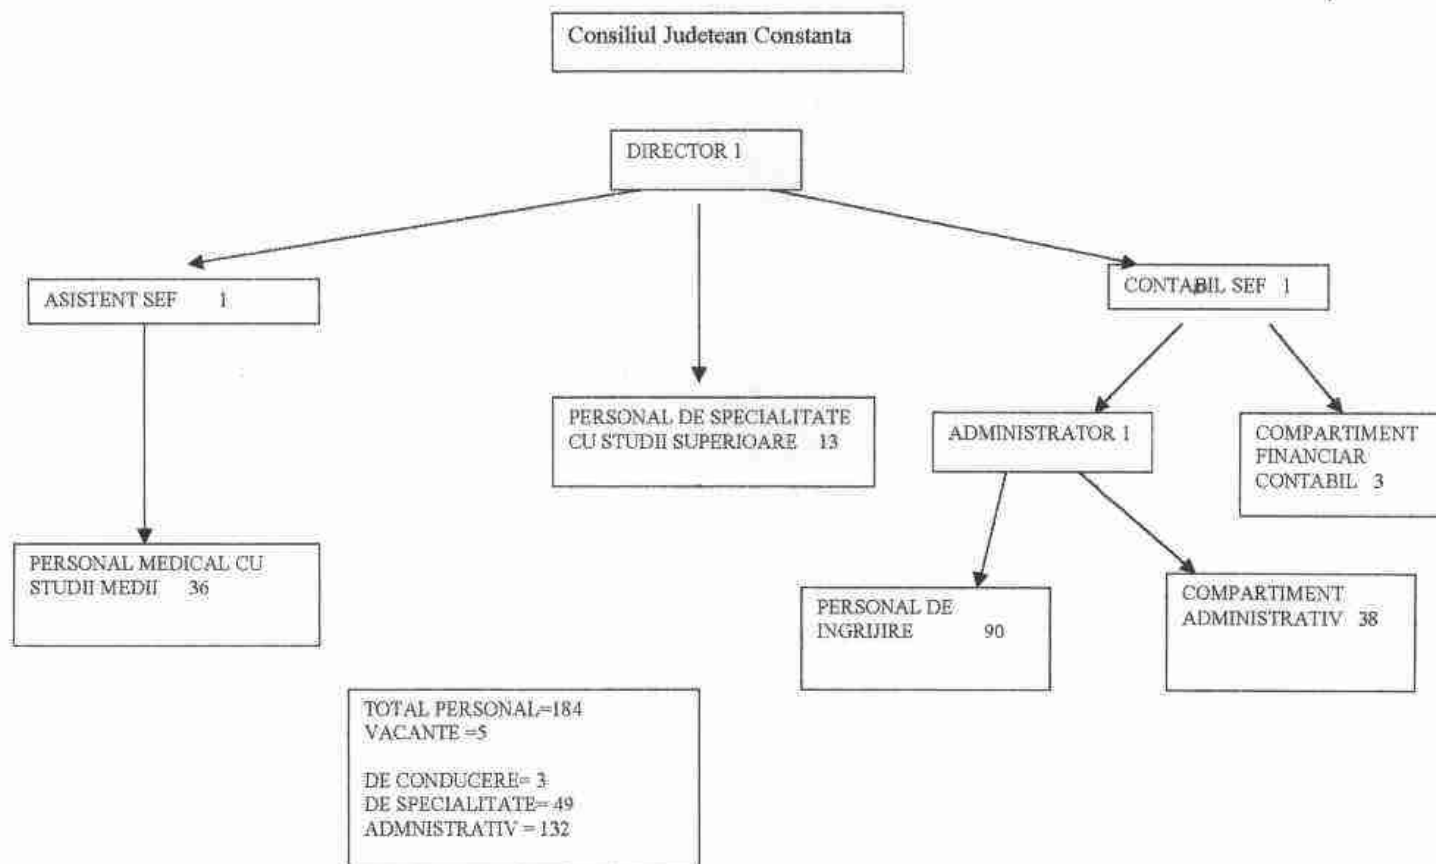 Consiliul Judetean Constanta
DIRECTOR 1
ASISTENT SEF 1
CONTABIL SEF 1
PERSONAL DE SPECIALITATE
CU STUDII SUPERIOARE 13
ADMINISTRATOR 1
COMPARTIMENT
FINANCIAR
CONTABIL 3
PERSONAL MEDICAL CU
STUDII MEDII 36
PERSONAL DE
INGRIJIRE 90
COMPARTIMENT
ADMINISTRATIV 38
TOTAL PERSONAL=184
VACANTE =5
DE CONDUCERE= 3
DE SPECIALITATE= 49
ADMNISTRATIV = 132